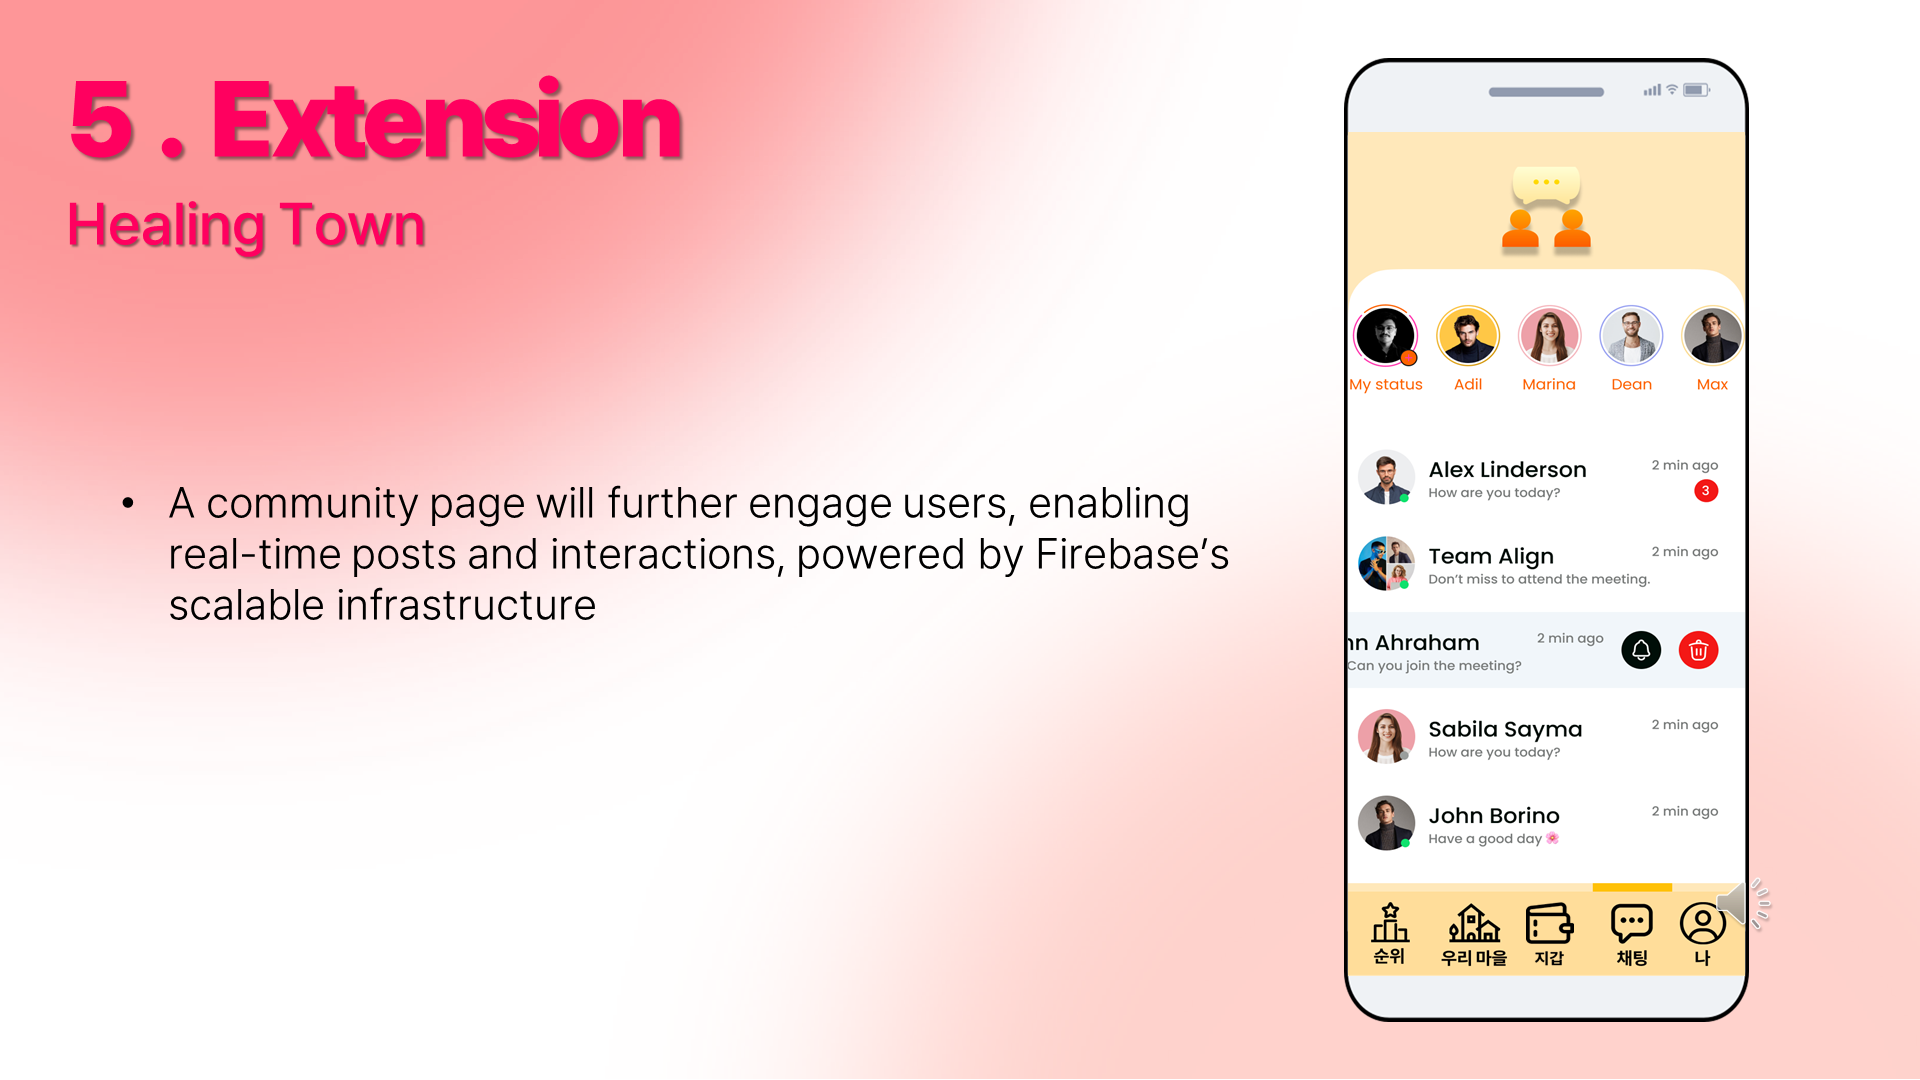 5 . Extension
Healing Town
• A community page will further engage users, enabling
real-time posts and interactions, powered by Firebase’s
scalable infrastructure
My status
Adil
Marina
Dean
Max
Alex Linderson
2 min ago
How are you today?
3
Team Align
2 min ago
Don’t miss to attend the meeting.
hn Ahraham
2 min ago
Can you join the meeting?
Sabila Sayma
2 min ago
How are you today?
John Borino
2 min ago
Have a good day 🌸
순위
우리 마을
지갑
채팅
나